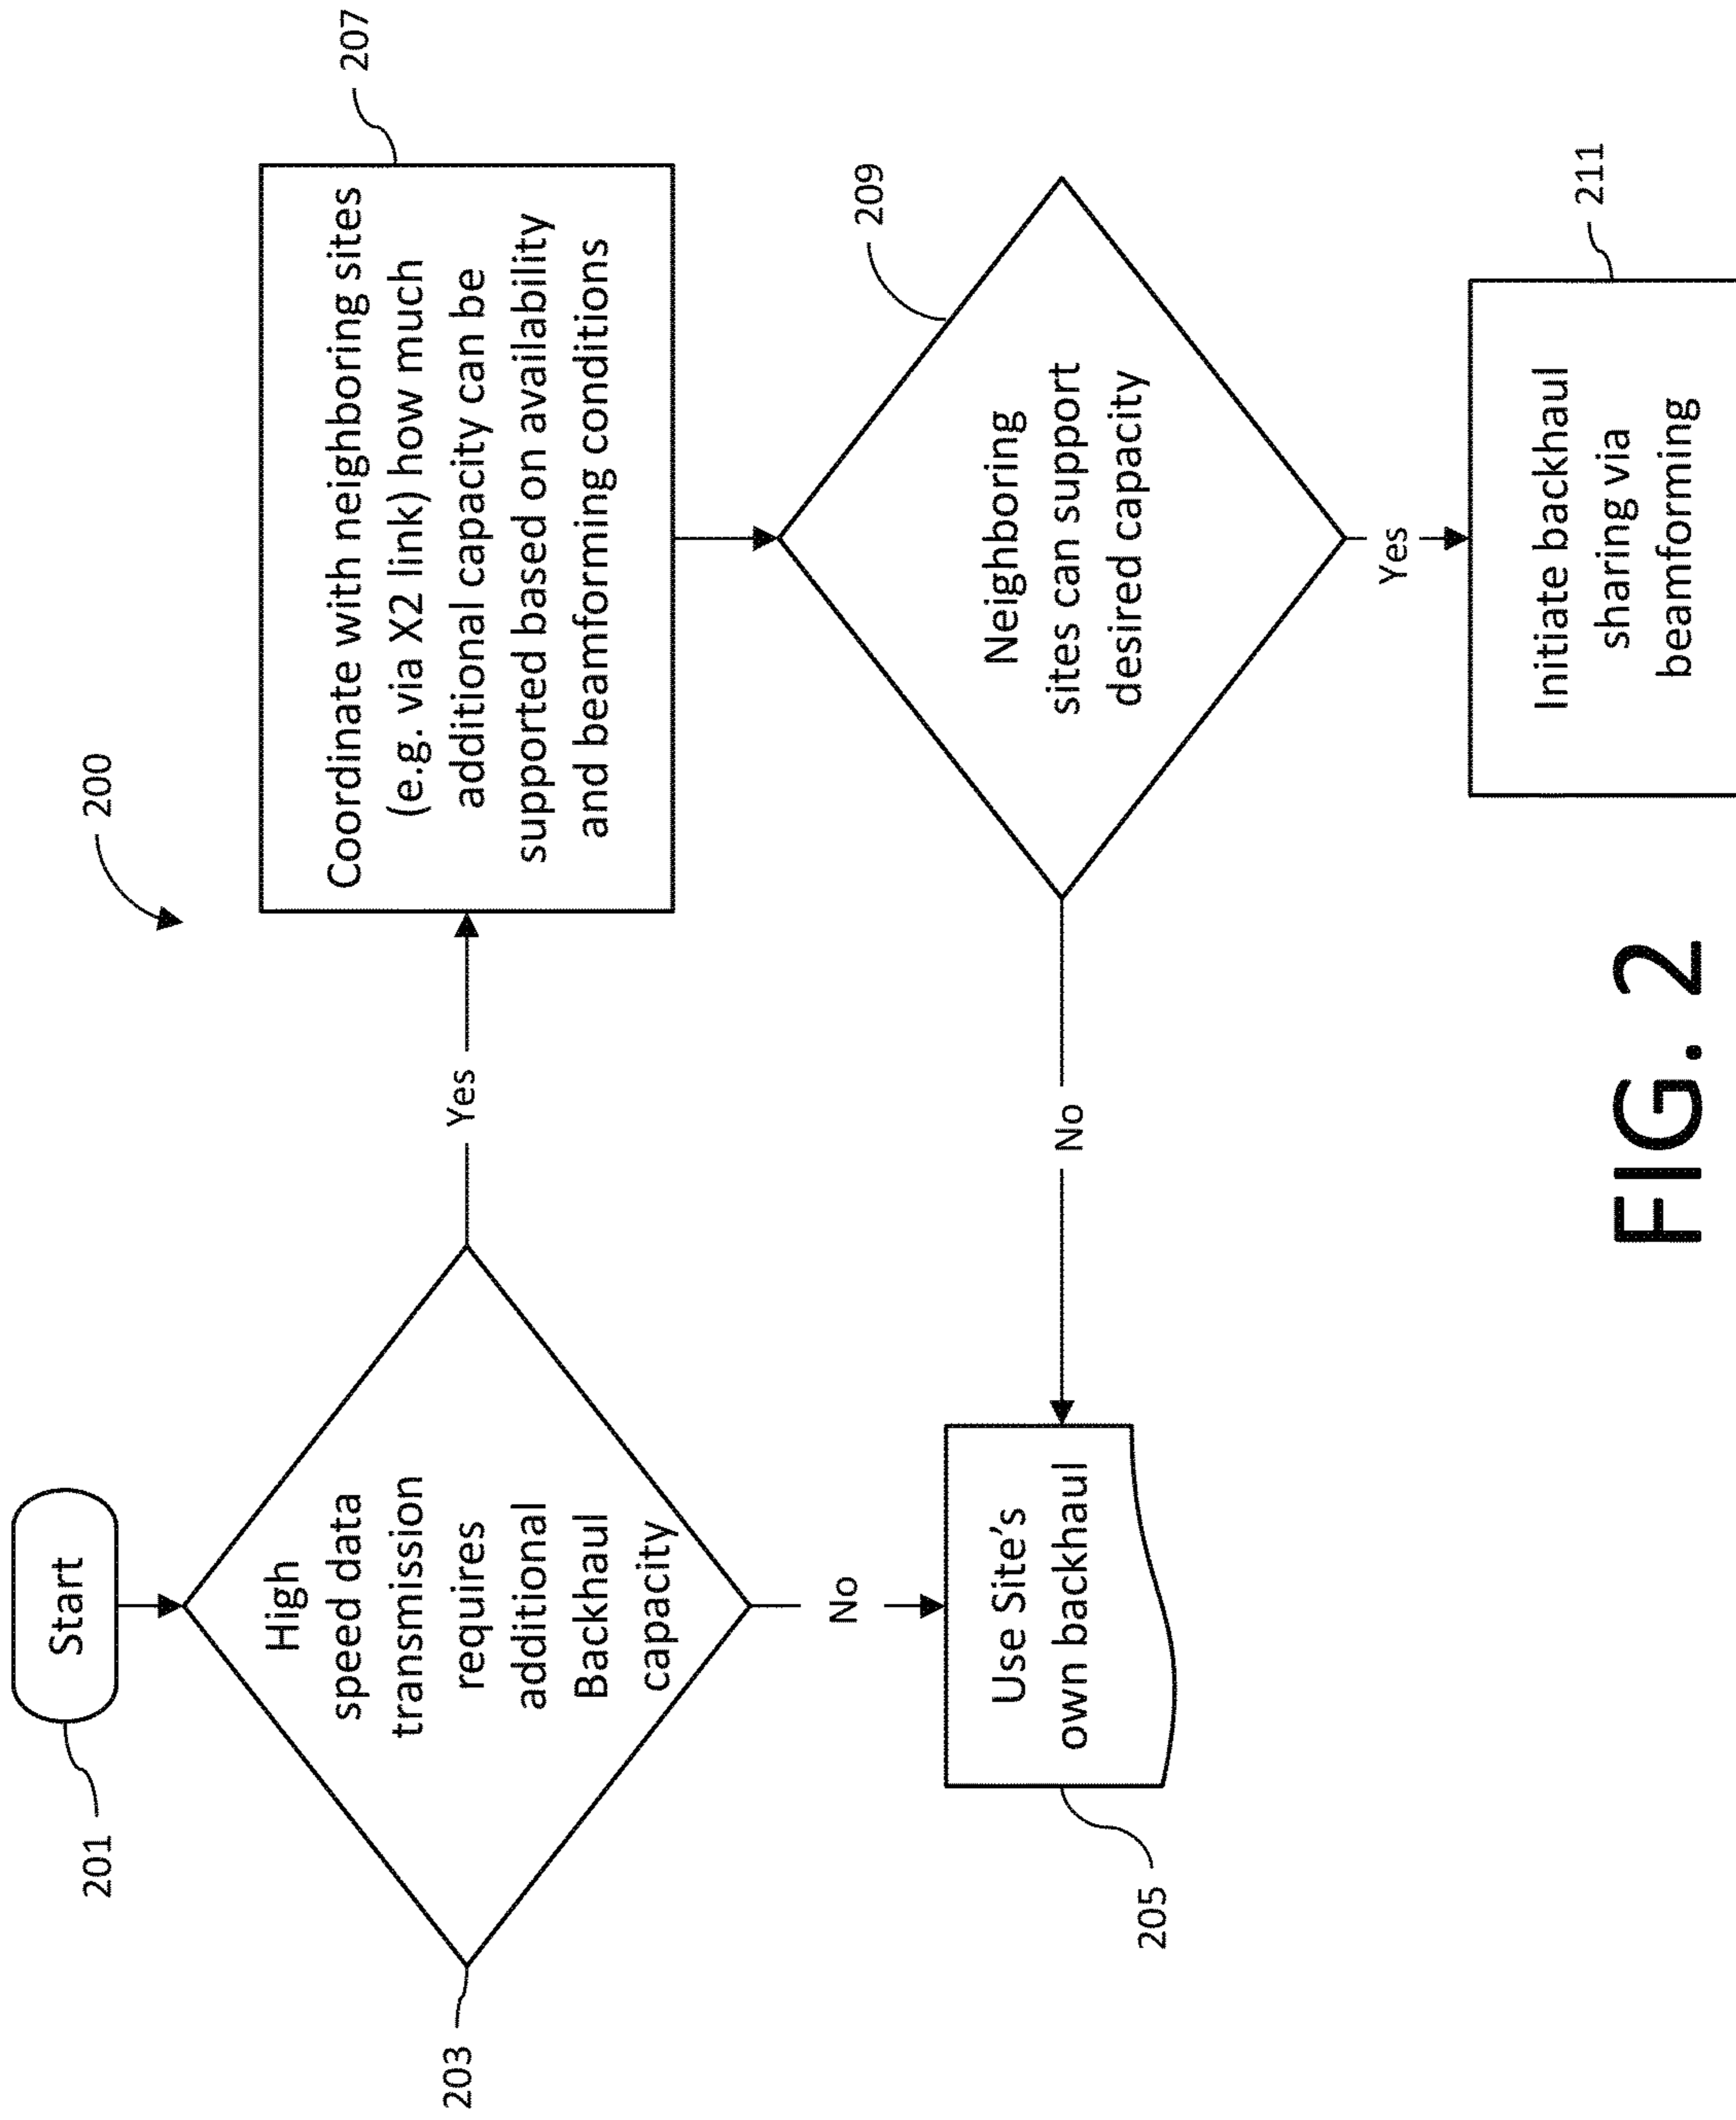 200
201
Start
203
High
speed data
transmission
requires
additional
Backhaul
capacity
Yes
No
207
Coordinate with neighboring sites
(e.g. via X2 link) how much
additional capacity can be
supported based on availability
and beamforming conditions
205
Use Site’s
own backhaul
No
209
Neighboring
sites can support
desired capacity
Yes
211
Initiate backhaul
sharing via
beamforming
FIG. 2